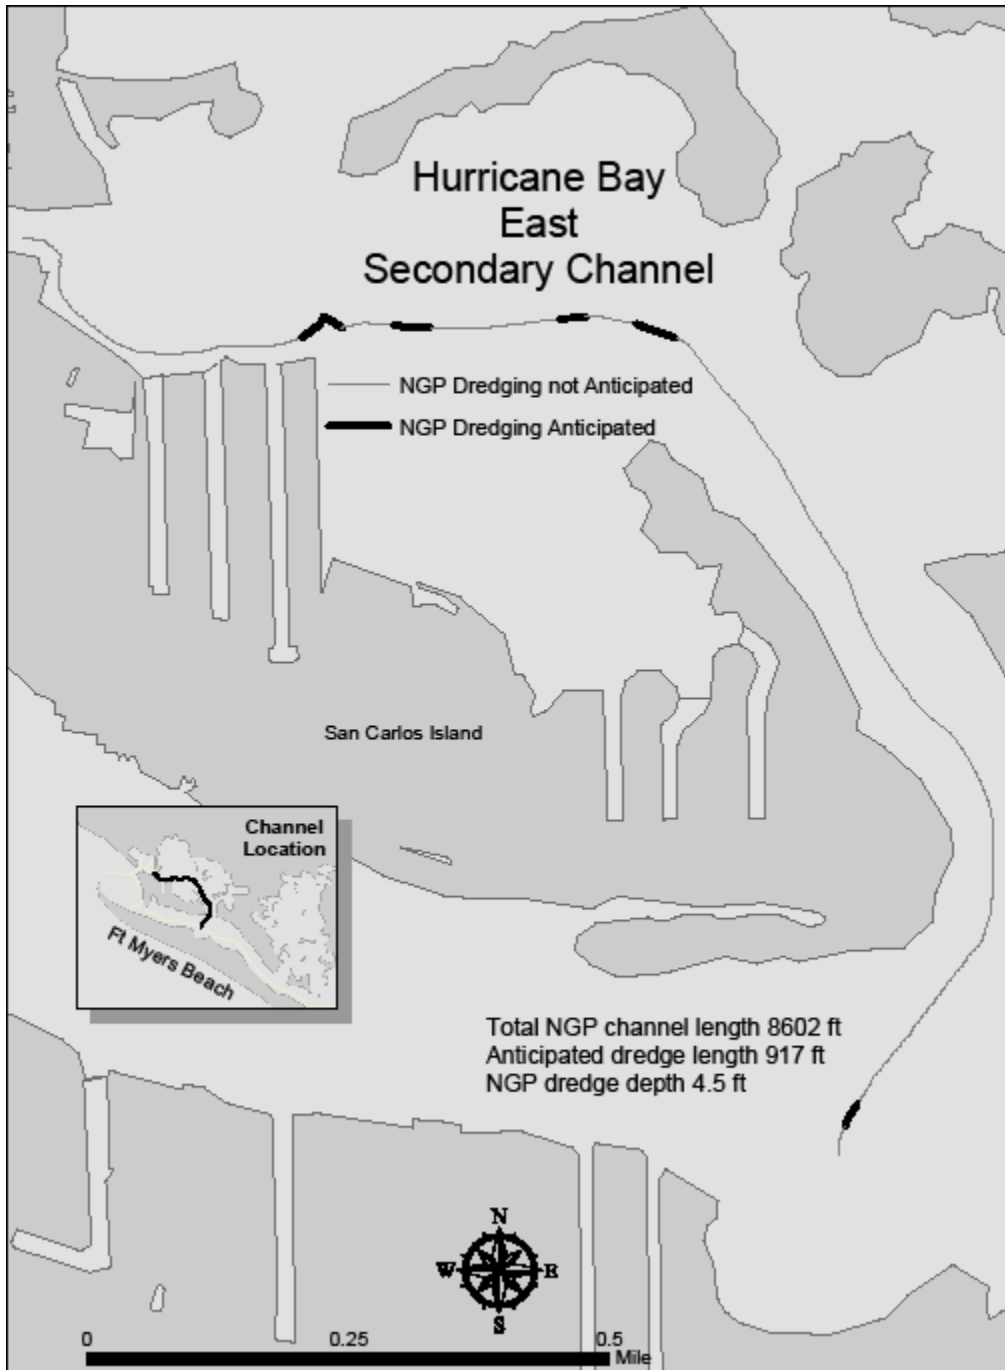 Hurricane Bay
East
Secondary Channel
NGP Dredging not Anticipated
NGP Dredging Anticipated
San Carlos Island
Channel
Location
Ft Myers Beach
Total NGP channel length 8602 ft
Anticipated dredge length 917 ft
NGP dredge depth 4.5 ft
N
W E
S
0 0.25 0.5
Mile